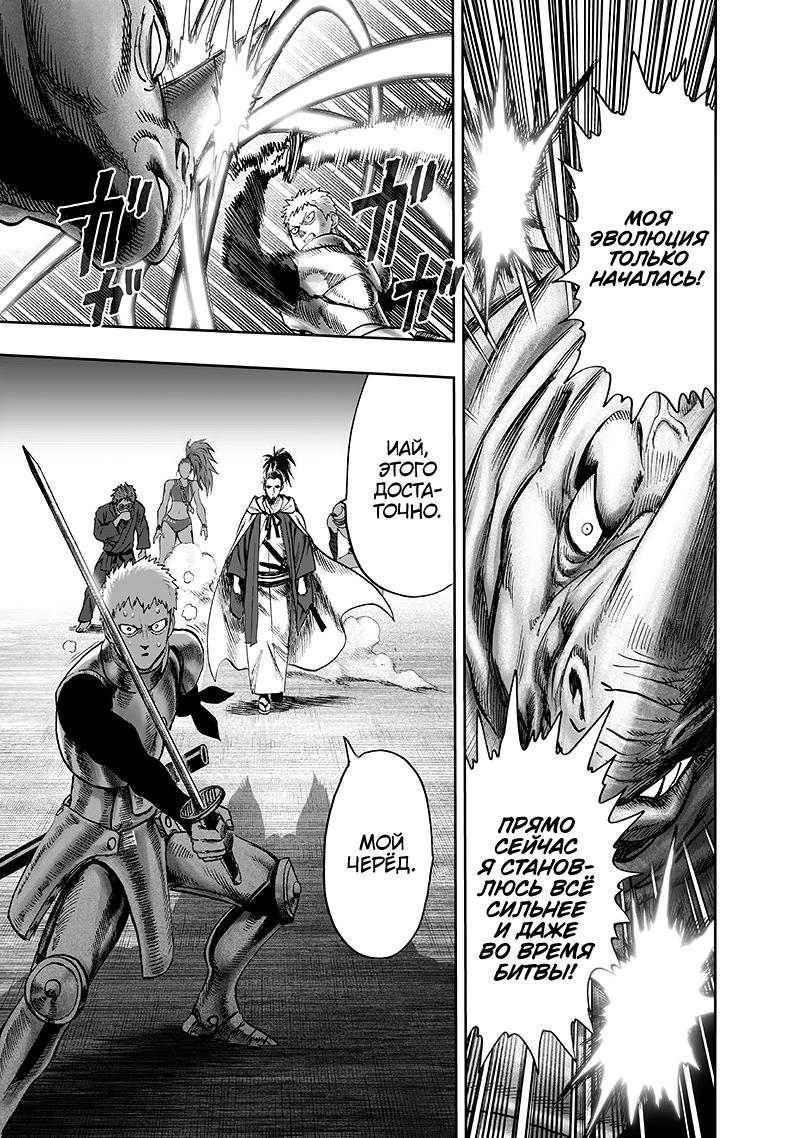 МОЯ
ЭВОЛЮЦИЯ
ТОЛЬКО
НАЧАЛАСЬ!
ПРЯМО
СЕЙЧАС
Я СТАНОВ-
ЛЮСЬ ВСЁ
СИЛЬНЕЕ
И ДАЖЕ
ВО ВРЕМЯ
БИТВЫ!
ガガ
ガガ
ИАЙ,
ЭТОГО
ДОСТА-
ТОЧНО.
МОЙ
ЧЕРЁД.